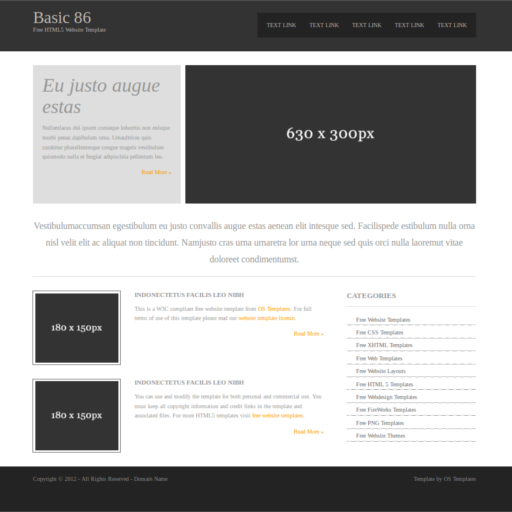 Basic 86
Free HTML5 Website Template
TEXT LINK TEXT LINK TEXT LINK TEXT LINK TEXT LINK
Eu justo augue
estas
Nullamlacus dui ipsum conseque loborttis non euisque
morbi penas dapibulum orna. Urnaultrices quis
curabitur phasellentesque congue magnis vestibulum
quismodo nulla et feugiat adipiscinia pellentum leo.
Read More »
630 x 300px
Vestibulumaccumsan egestibulum eu justo convallis augue estas aenean elit intesque sed. Facilispede estibulum nulla orna
nisl velit elit ac aliquat non tincidunt. Namjusto cras urna urnaretra lor urna neque sed quis orci nulla laoremut vitae
doloreet condimentumst.
180 x 150px
INDONECTETUS FACILIS LEO NIBH
This is a W3C compliant free website template from OS Templates. For full
terms of use of this template please read our website template licence.
Read More »
180 x 150px
INDONECTETUS FACILIS LEO NIBH
You can use and modify the template for both personal and commercial use. You
must keep all copyright information and credit links in the template and
associated files. For more HTML5 templates visit free website templates.
Read More »
CATEGORIES
Free Website Templates
Free CSS Templates
Free XHTML Templates
Free Web Templates
Free Website Layouts
Free HTML 5 Templates
Free Webdesign Templates
Free FireWorks Templates
Free PNG Templates
Free Website Themes
Copyright © 2012 - All Rights Reserved - Domain Name
Template by OS Templates